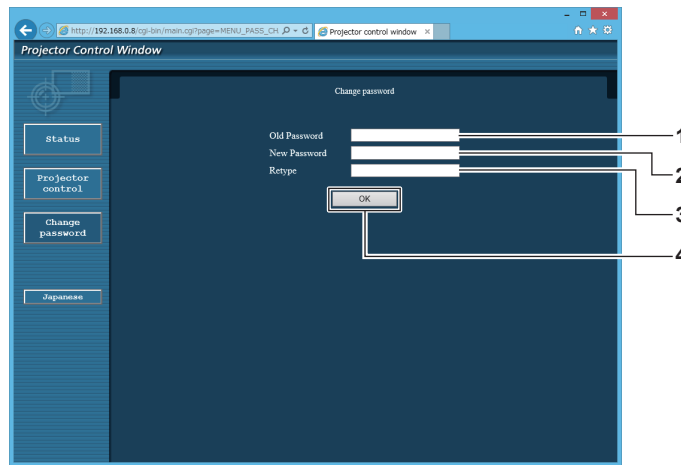 http://192.168.0.8/cgi-bin/main.cgi?page=MENU_PASS_CH
Projector control window
Projector Control Window
Change password
Status
Old Password
1
New Password
2
Retype
3
Projector
control
OK
Change
password
4
Japanese